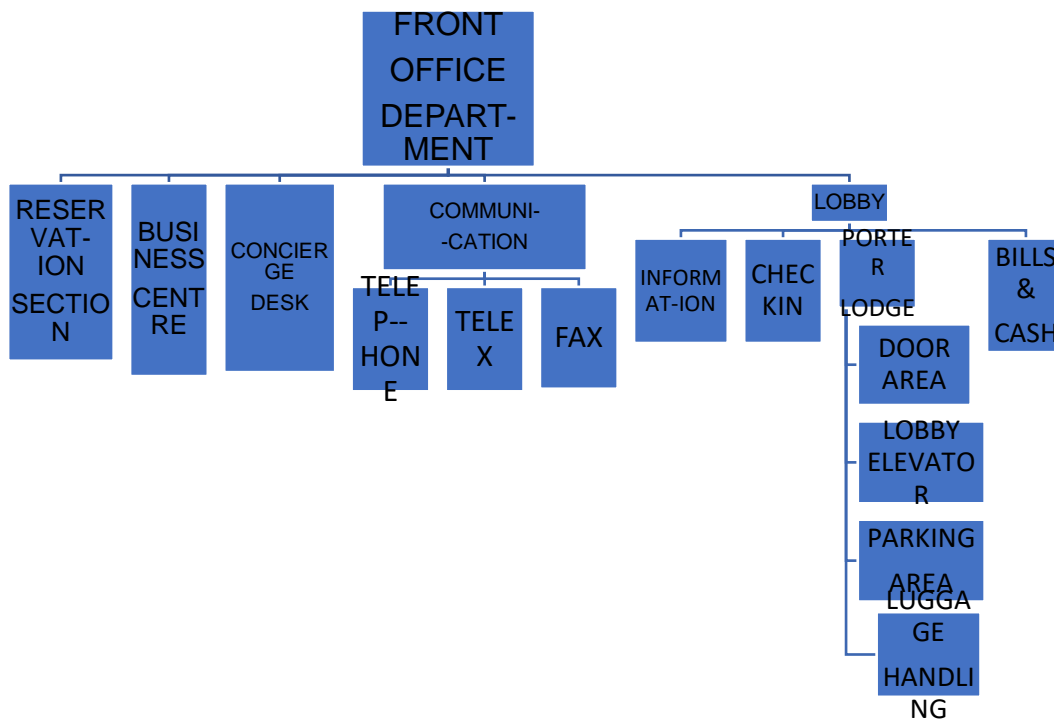 FRONT
OFFICE
DEPART-
MENT
RESER
VAT-
ION
SECTIO
N
BUSI
NESS
CENT
RE
CONCIER
GE
DESK
COMMUNI-
-CATION
TELE
P--
HON
E
TELE
X
FAX
LOBBY
INFORM
AT-ION
CHEC
KIN
PORTE
R
LODGE
BILLS
&
CASH
DOOR
AREA
LOBBY
ELEVATO
R
PARKING
AREA
LUGGA
GE
HANDLI
NG